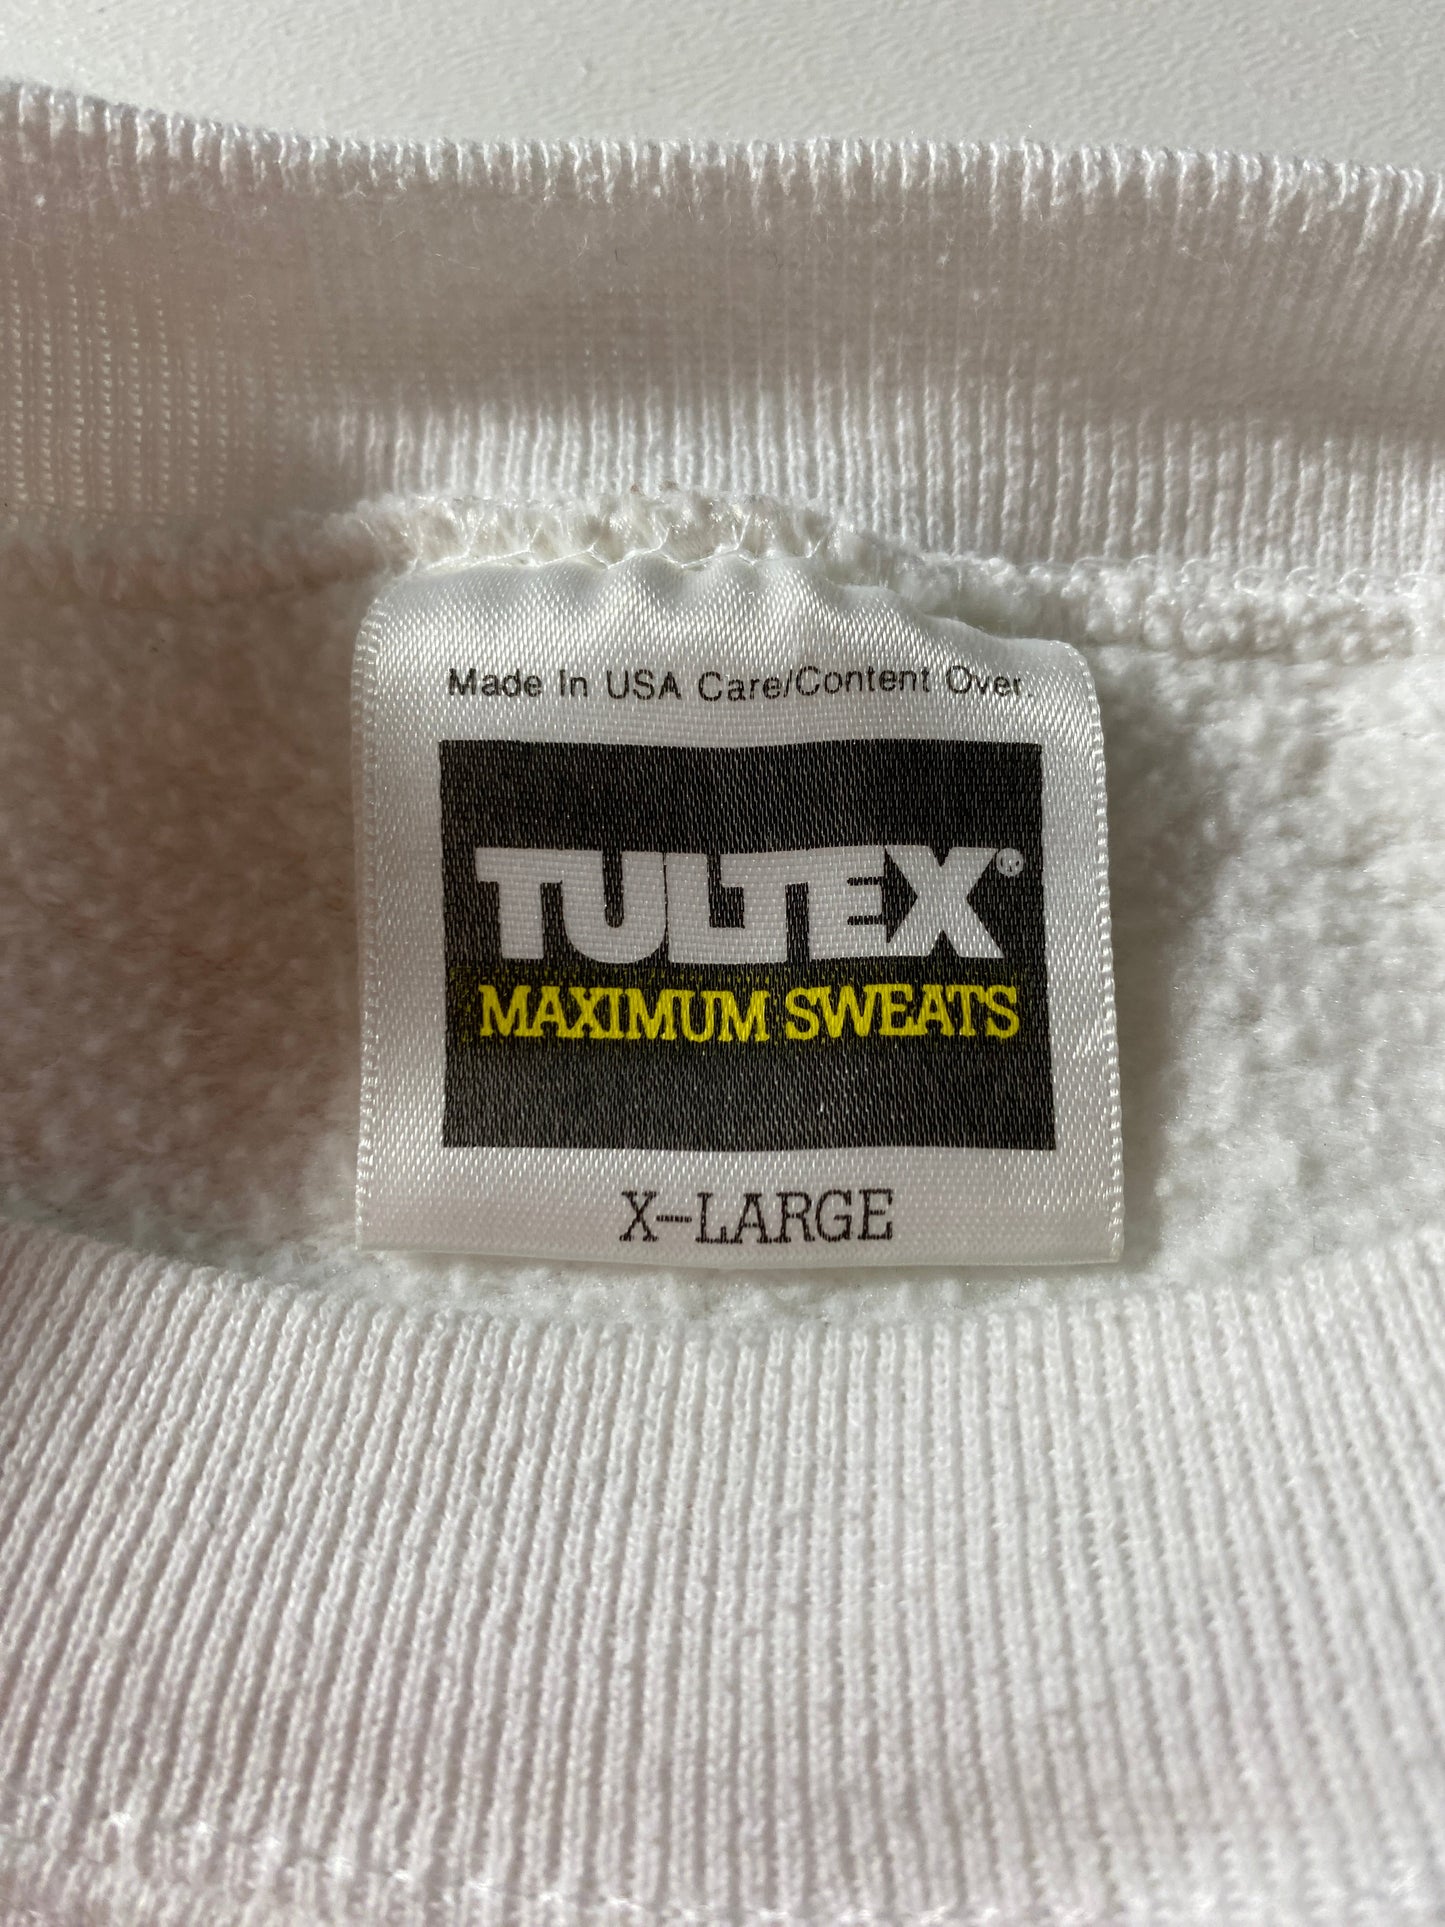 Made In USA Care/Content Over.
TULTEX®
MAXIMUM SWEATS
X-LARGE